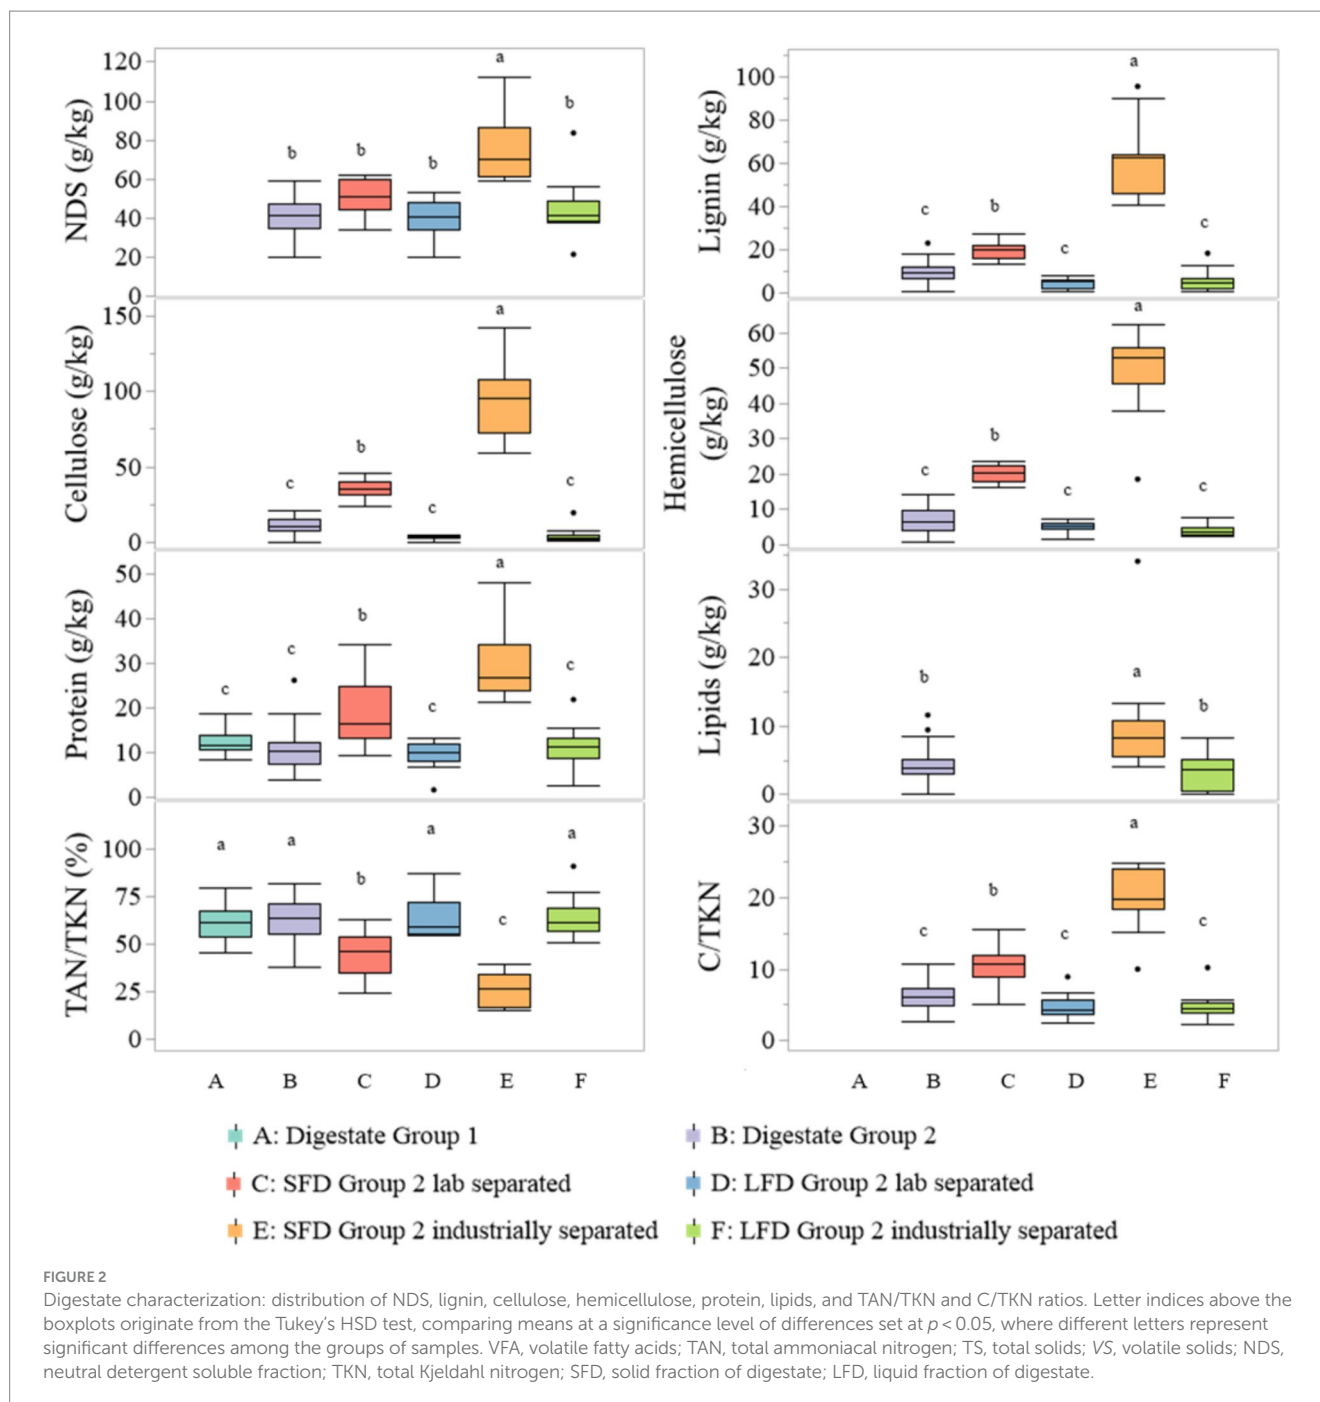 NDS (g/kg)
120
100
80
60
40
20
0
b
b
b
a
b
Lignin (g/kg)
100
80
60
40
20
0
c
b
c
a
c
Cellulose (g/kg)
150
100
50
0
c
b
c
a
c
Hemicellulose
(g/kg)
60
50
40
30
20
10
0
c
b
c
a
c
Protein (g/kg)
50
40
30
20
10
0
c
c
b
c
a
c
Lipids (g/kg)
30
20
10
0
b
a
b
TAN/TKN (%)
100
75
50
25
0
a
a
b
a
c
a
C/TKN
30
20
10
0
c
b
c
a
c
A B C D E F
A B C D E F
A: Digestate Group 1
B: Digestate Group 2
C: SFD Group 2 lab separated
D: LFD Group 2 lab separated
E: SFD Group 2 industrially separated
F: LFD Group 2 industrially separated
FIGURE 2
Digestate characterization: distribution of NDS, lignin, cellulose, hemicellulose, protein, lipids, and TAN/TKN and C/TKN ratios. Letter indices above the
boxplots originate from the Tukey's HSD test, comparing means at a significance level of differences set at p < 0.05, where different letters represent
significant differences among the groups of samples. VFA, volatile fatty acids; TAN, total ammoniacal nitrogen; TS, total solids; VS, volatile solids; NDS,
neutral detergent soluble fraction; TKN, total Kjeldahl nitrogen; SFD, solid fraction of digestate; LFD, liquid fraction of digestate.